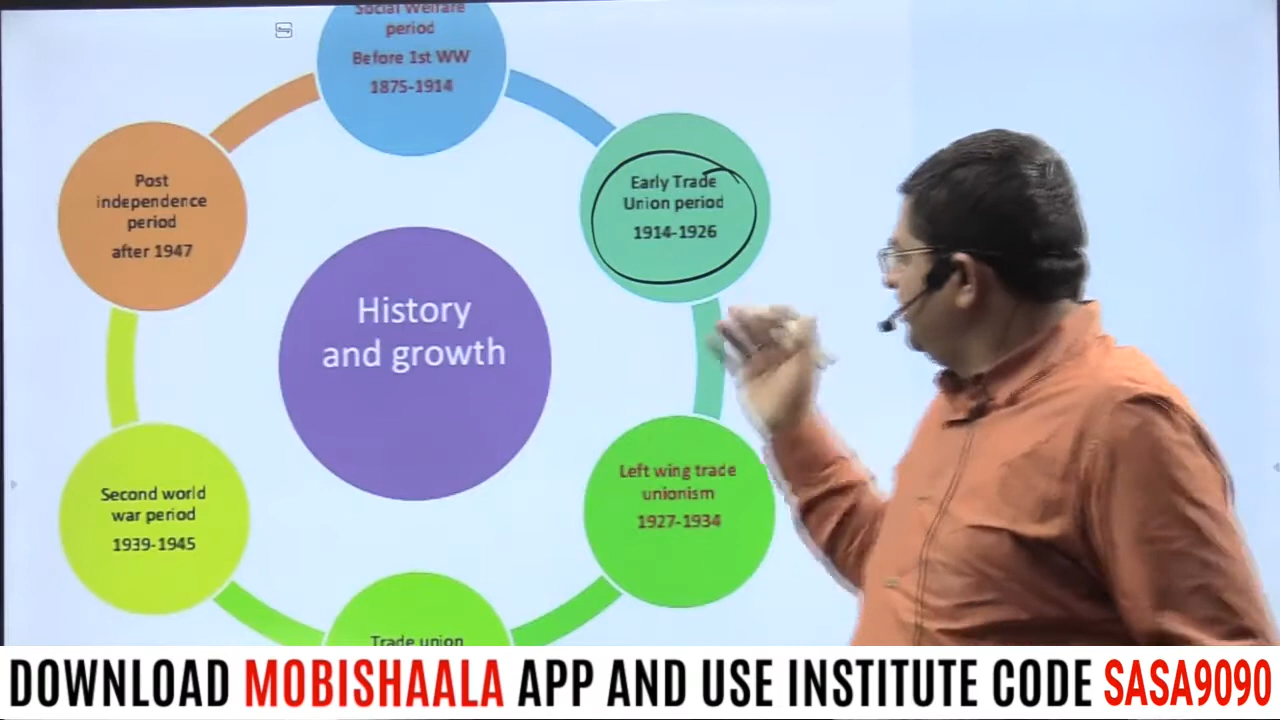 Social Welfare
period
Before 1st WW
1875-1914
Early Trade
Union period
1914-1926
Left wing trade
unionism
1927-1934
Trade union
Second world
war period
1939-1945
Post
independence
period
after 1947
History
and growth
DOWNLOAD MOBISHAALA APP AND USE INSTITUTE CODE SASA9090